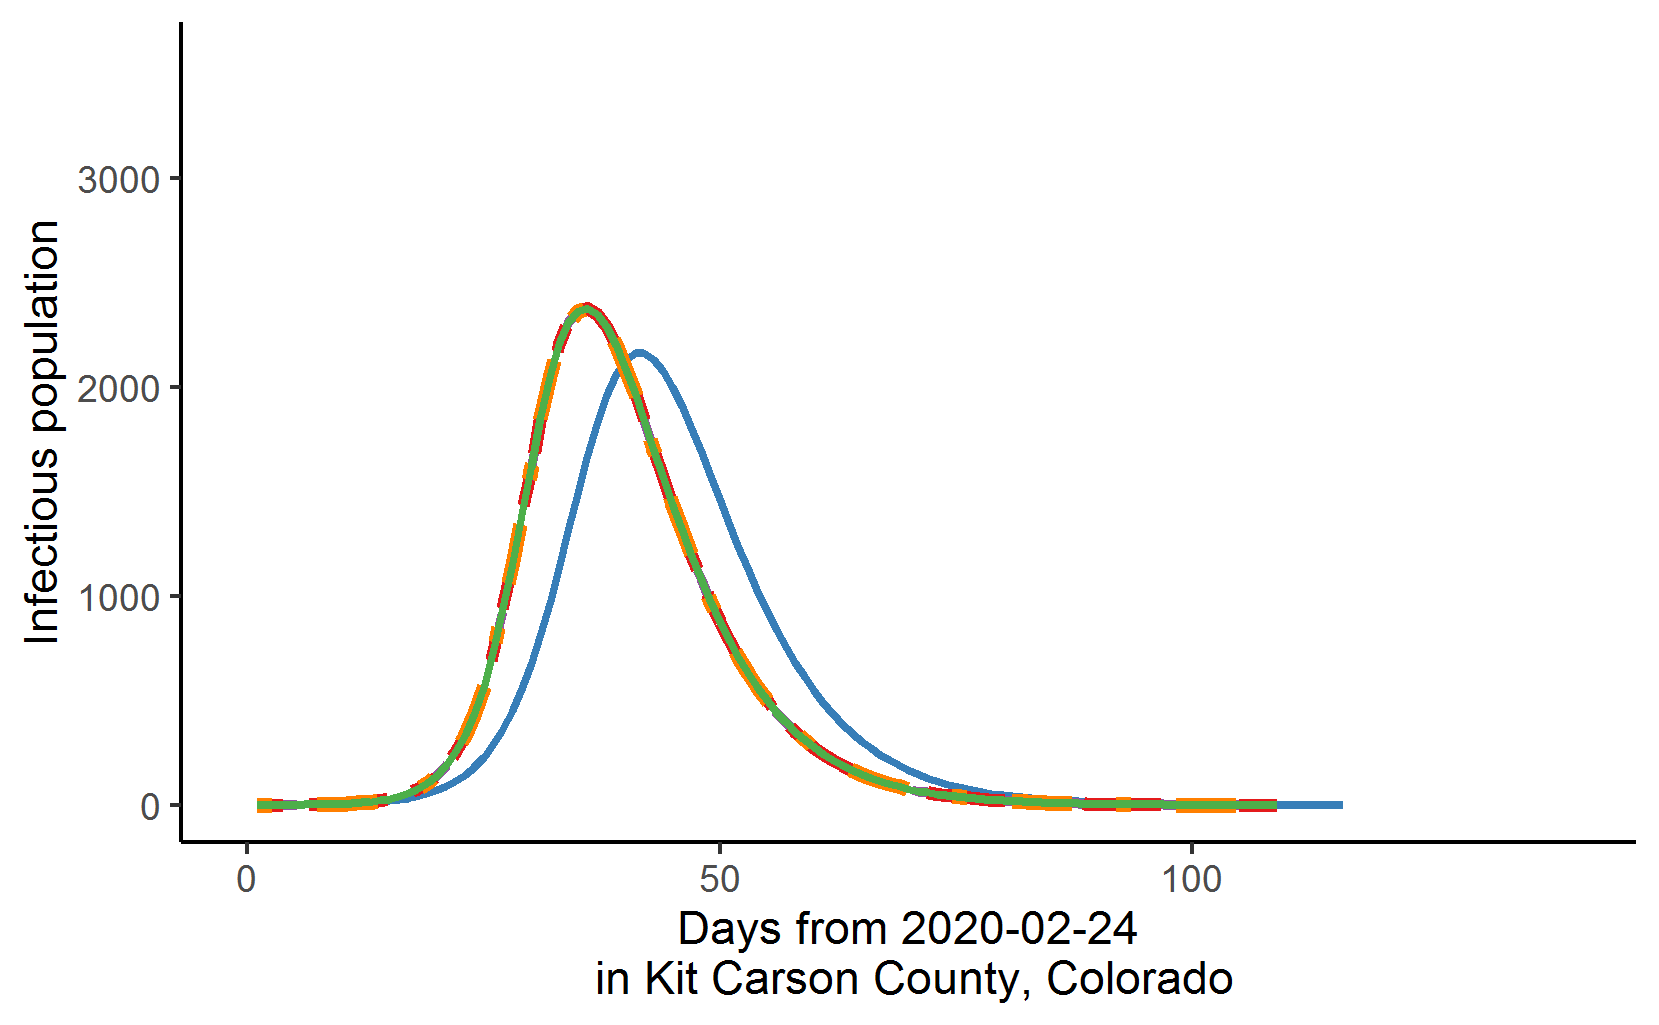 3000
2000
1000
0
Infectious population
0 50 100
Days from 2020-02-24
in Kit Carson County, Colorado